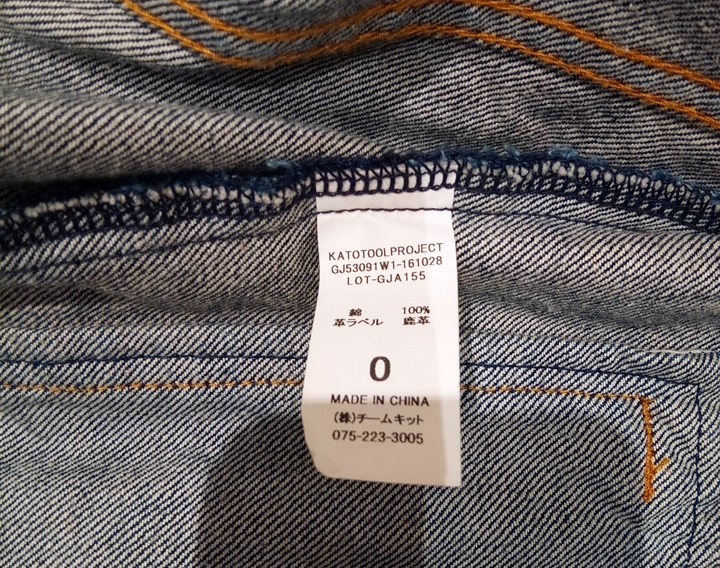 KATOTOOLPROJECT
GJ53091W1-161028
LOT-GJA155
綿 100%
革ラベル 鹿革
0
MADE IN CHINA
(株)チームキット
075-223-3005